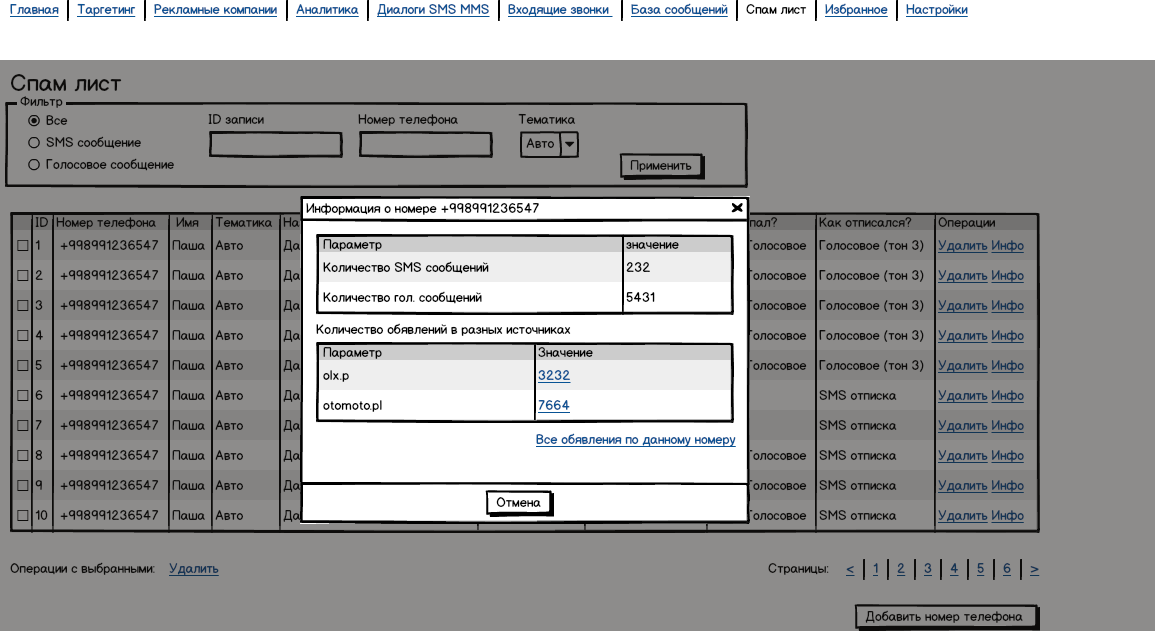 Главная Таргетинг Рекламные компании Аналитика Диалоги SMS MMS Входящие звонки База сообщений Спам лист Избранное Настройки
Спам лист
Фильтр
Все ID записи Номер телефона Тематика
SMS сообщение Авто
Голосовое сообщение Применить
Информация о номере +998991236547
Параметр значение
Количество SMS сообщений 232
Количество гол. сообщений 5431
Количество обявлений в разных источниках
Параметр Значение
olx.p 3232
otomoto.pl 7664
Все обявления по данному номеру
Отмена
ID Номер телефона Имя Тематика На пал? Как отписался? Операции
1 +998991236547 Паша Авто Да Голосовое Голосовое (тон 3) Удалить Инфо
2 +998991236547 Паша Авто Да Голосовое Голосовое (тон 3) Удалить Инфо
3 +998991236547 Паша Авто Да Голосовое Голосовое (тон 3) Удалить Инфо
4 +998991236547 Паша Авто Да Голосовое Голосовое (тон 3) Удалить Инфо
5 +998991236547 Паша Авто Да Голосовое Голосовое (тон 3) Удалить Инфо
6 +998991236547 Паша Авто Да SMS отписка Удалить Инфо
7 +998991236547 Паша Авто Да SMS отписка Удалить Инфо
8 +998991236547 Паша Авто Да Голосовое SMS отписка Удалить Инфо
9 +998991236547 Паша Авто Да Голосовое SMS отписка Удалить Инфо
10 +998991236547 Паша Авто Да Голосовое SMS отписка Удалить Инфо
Операции с выбранными: Удалить Страницы: < 1 2 3 4 5 6 >
Добавить номер телефона